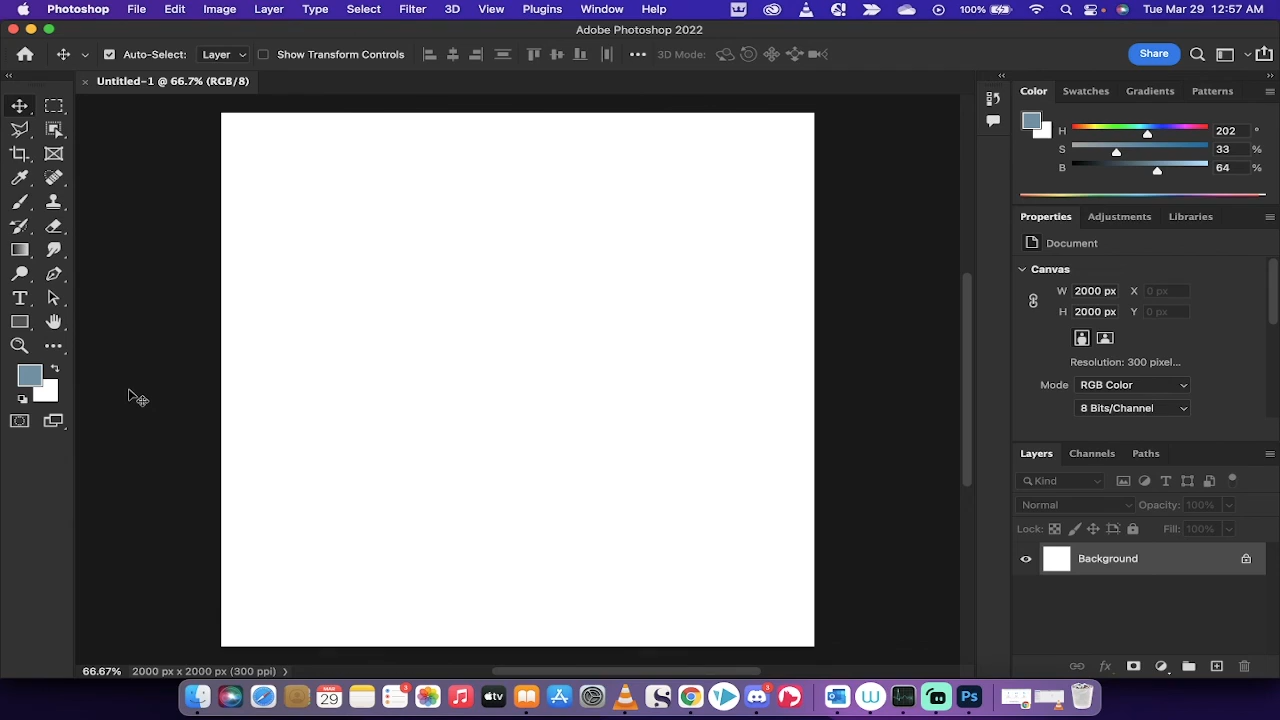 Photoshop File Edit Image Layer Type Select Filter 3D View Plugins Window Help 100% Tue Mar 29 12:57 AM
Adobe Photoshop 2022
Auto-Select: Layer Show Transform Controls 3D Mode: Share
Untitled-1 @ 66.7% (RGB/8)
Color Swatches Gradients Patterns
H 202 °
S 33 %
B 64 %
Properties Adjustments Libraries
Document
Canvas
W 2000 px X 0 px
H 2000 px Y 0 px
Resolution: 300 pixel...
Mode RGB Color
8 Bits/Channel
Layers Channels Paths
Kind
Normal Opacity: 100%
Lock: Fill: 100%
Background
fx
66.67% 2000 px x 2000 px (300 ppi)
MAR
29
tv
S
W
Ps